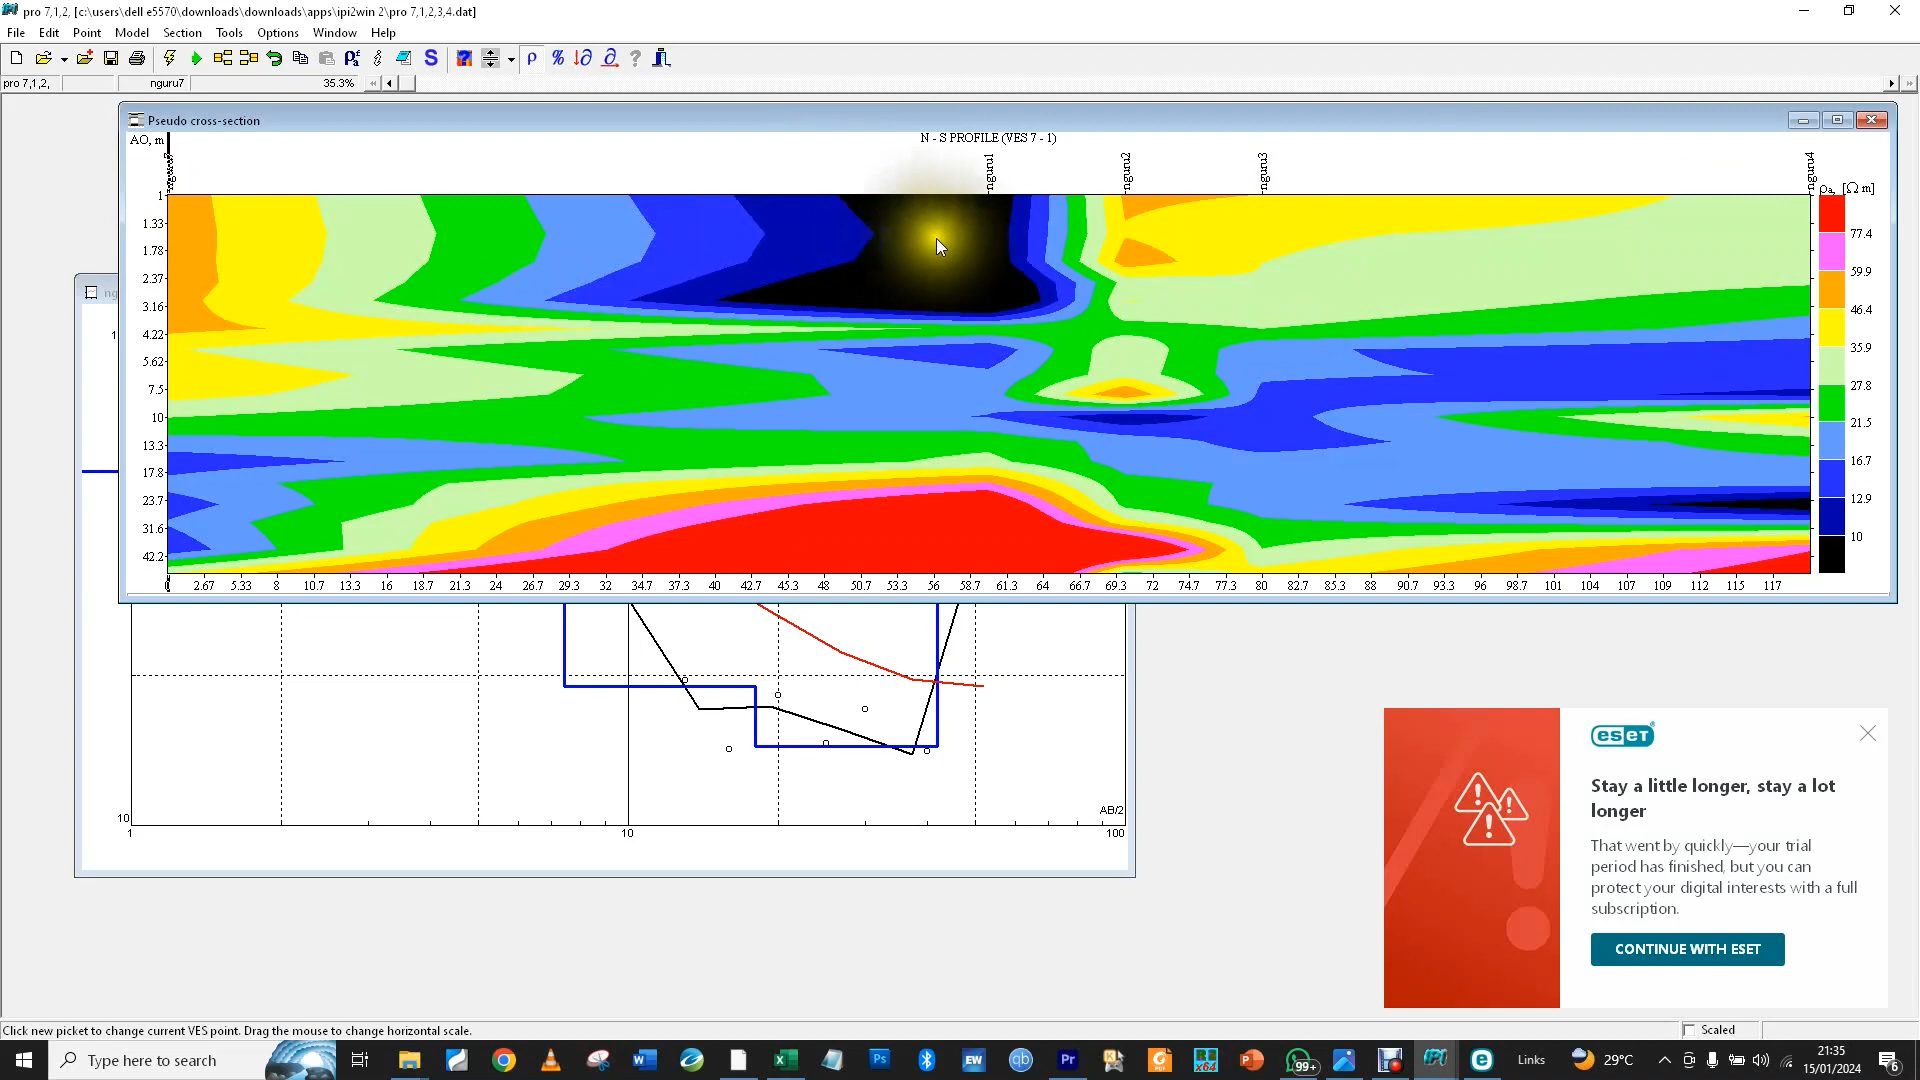 pro 7,1,2, [c:\users\dell e5570\downloads\downloads\apps\ipi2win 2\pro 7,1,2,3,4.dat]
File Edit Point Model Section Tools Options Window Help
pro 7,1,2, nguru7 35.3%
Pseudo cross-section
AO, m N - S PROFILE (VES 7 - 1)
nguru1 nguru2 nguru3 nguru4
ρa, [Ω m]
1
1.33
1.78
2.37
3.16
4.22
5.62
7.5
10
13.3
17.8
23.7
31.6
42.2
77.4
59.9
46.4
35.9
27.8
21.5
16.7
12.9
10
0 2.67 5.33 8 10.7 13.3 16 18.7 21.3 24 26.7 29.3 32 34.7 37.3 40 42.7 45.3 48 50.7 53.3 56 58.7 61.3 64 66.7 69.3 72 74.7 77.3 80 82.7 85.3 88 90.7 93.3 96 98.7 101 104 107 109 112 115 117
ng
1
10
AB/2
1 10 100
eset
Stay a little longer, stay a lot
longer
That went by quickly—your trial
period has finished, but you can
protect your digital interests with a full
subscription.
CONTINUE WITH ESET
Click new picket to change current VES point. Drag the mouse to change horizontal scale.
Scaled
Type here to search
99+
Links
29°C
21:35
15/01/2024
6